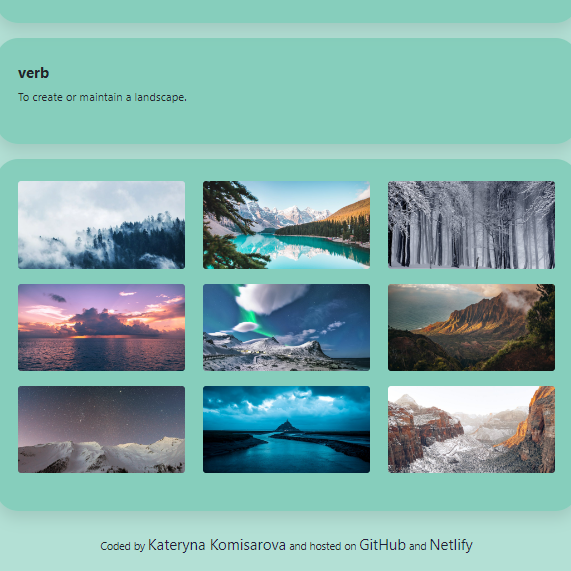 verb
To create or maintain a landscape.
Coded by Kateryna Komisarova and hosted on GitHub and Netlify